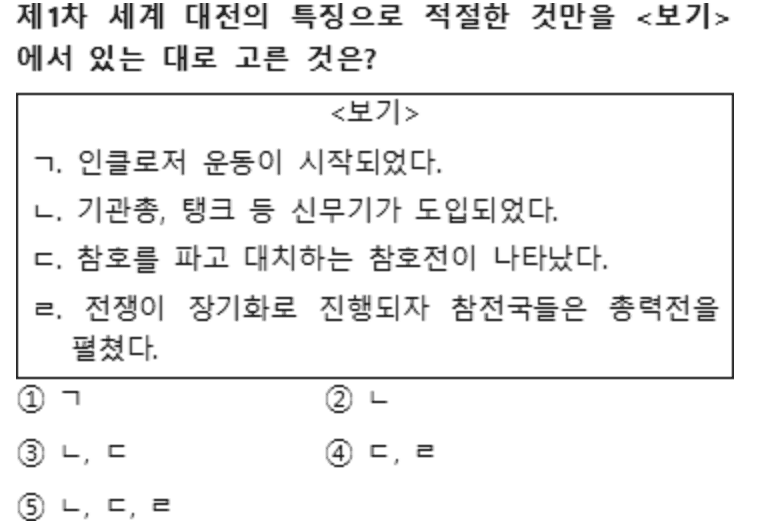 제1차 세계 대전의 특징으로 적절한 것만을 <보기>
에서 있는 대로 고른 것은?
<보기>
ㄱ. 인클로저 운동이 시작되었다.
ㄴ. 기관총, 탱크 등 신무기가 도입되었다.
ㄷ. 참호를 파고 대치하는 참호전이 나타났다.
ㄹ. 전쟁이 장기화로 진행되자 참전국들은 총력전을
펼쳤다.
① ㄱ ② ㄴ
③ ㄴ, ㄷ ④ ㄷ, ㄹ
⑤ ㄴ, ㄷ, ㄹ